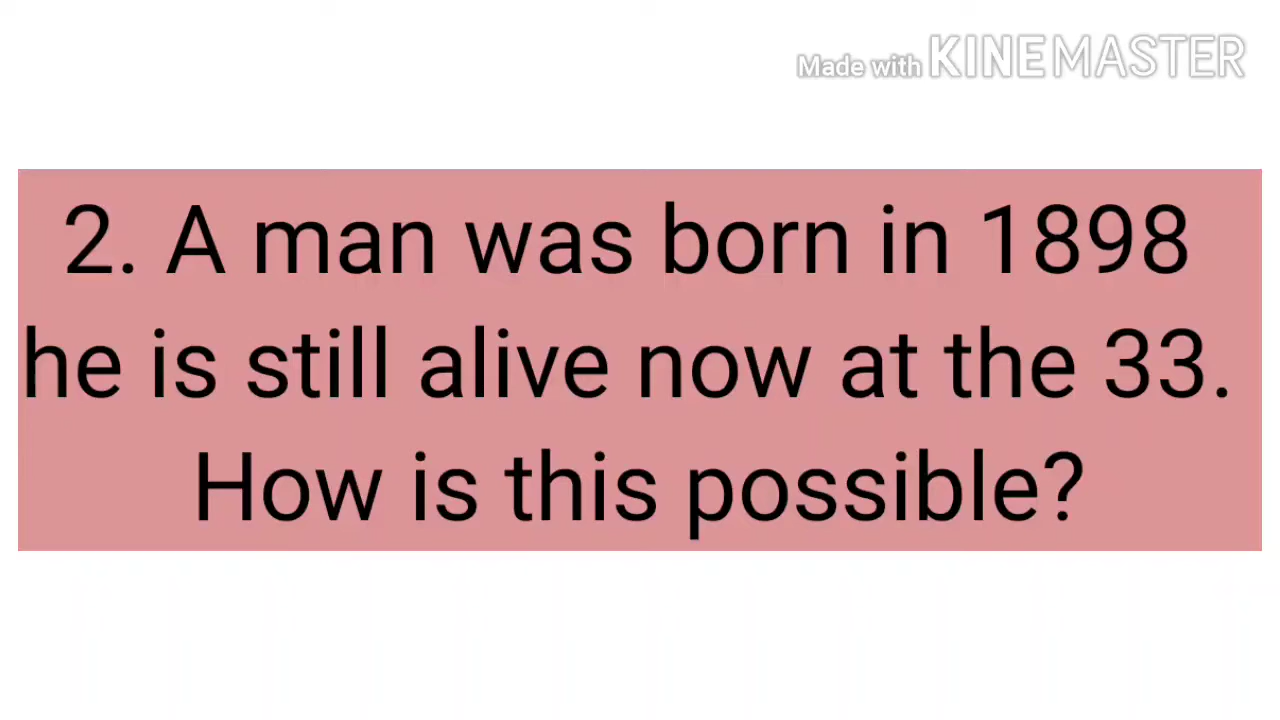 Made with KINEMASTER
2. A man was born in 1898
he is still alive now at the 33.
How is this possible?